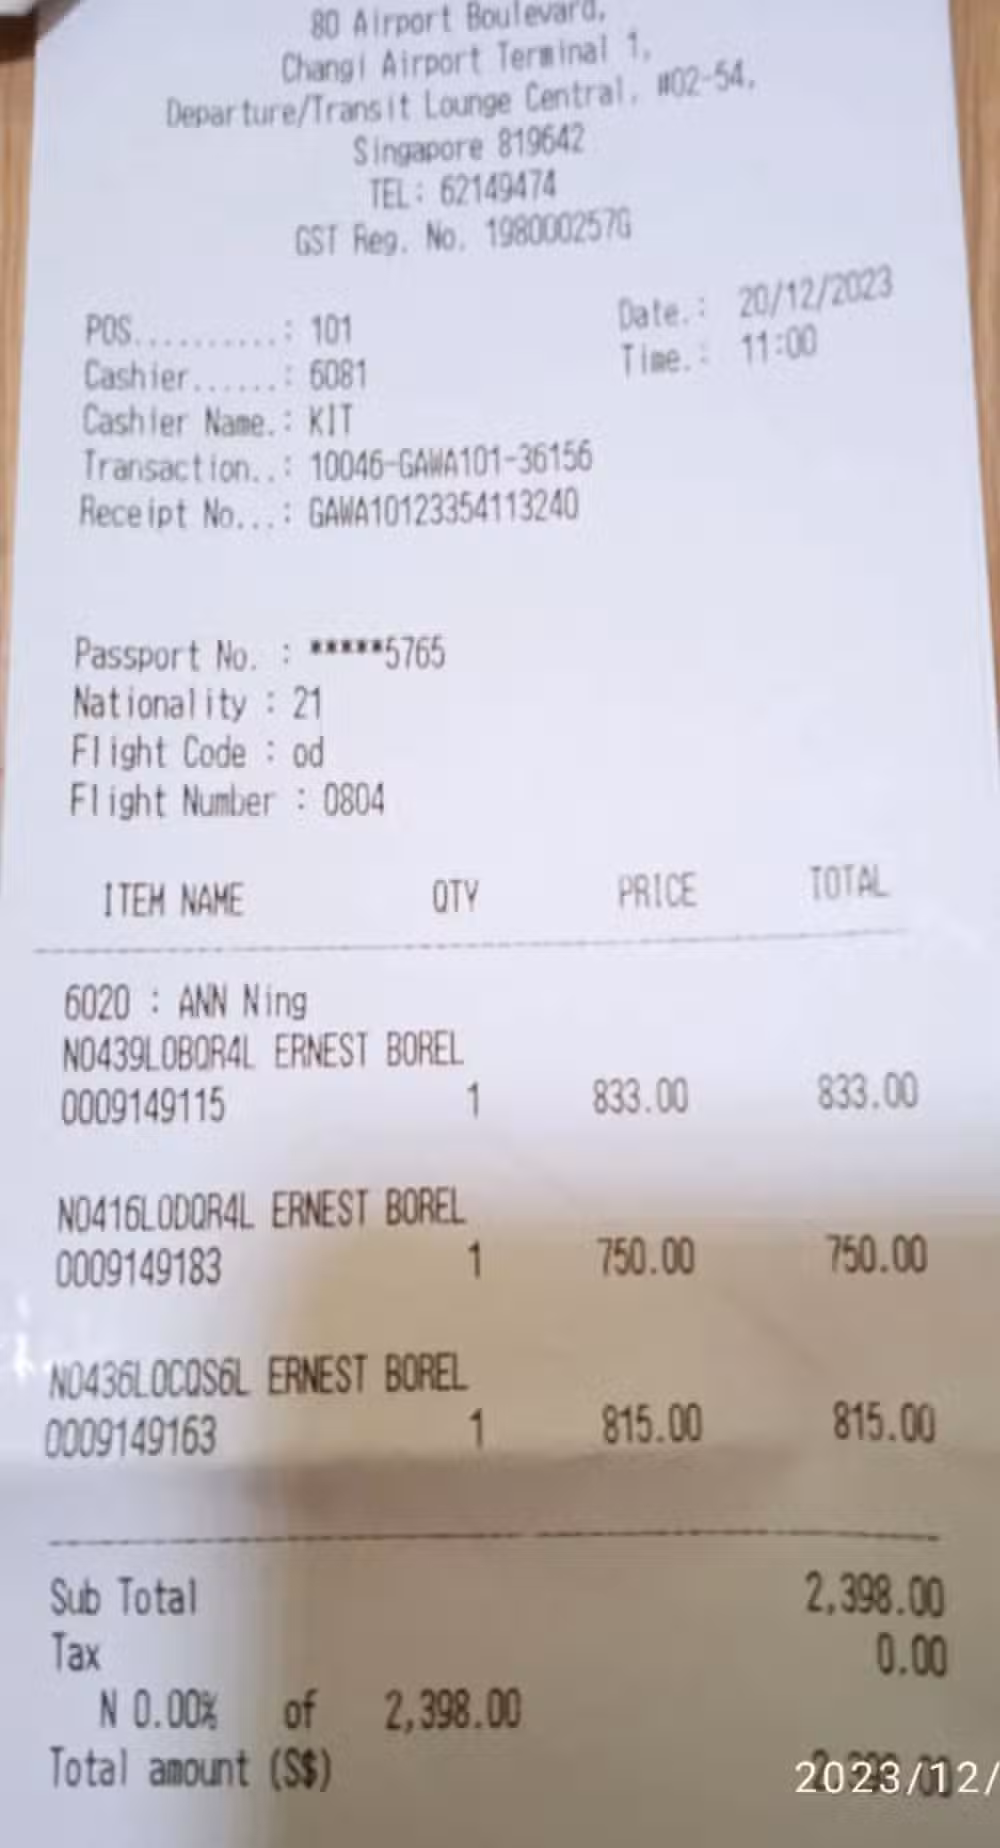 80 Airport Boulevard,
Changi Airport Terminal 1,
Departure/Transit Lounge Central, #02-54,
Singapore 819642
TEL: 62149474
GST Reg. No. 198000257G
POS..........: 101 Date.: 20/12/2023
Cashier......: 6081 Time.: 11:00
Cashier Name.: KIT
Transaction..: 10046-GAWA101-36156
Receipt No...: GAWA10123354113240
Passport No. : *****5765
Nationality : 21
Flight Code : od
Flight Number : 0804
ITEM NAME QTY PRICE TOTAL
6020 : ANN Ning
N0439L0BQR4L ERNEST BOREL
0009149115 1 833.00 833.00
N0416L0DQR4L ERNEST BOREL
0009149183 1 750.00 750.00
N0436L0CQS6L ERNEST BOREL
0009149163 1 815.00 815.00
Sub Total 2,398.00
Tax 0.00
N 0.00% of 2,398.00
Total amount (S$)
2023/12/